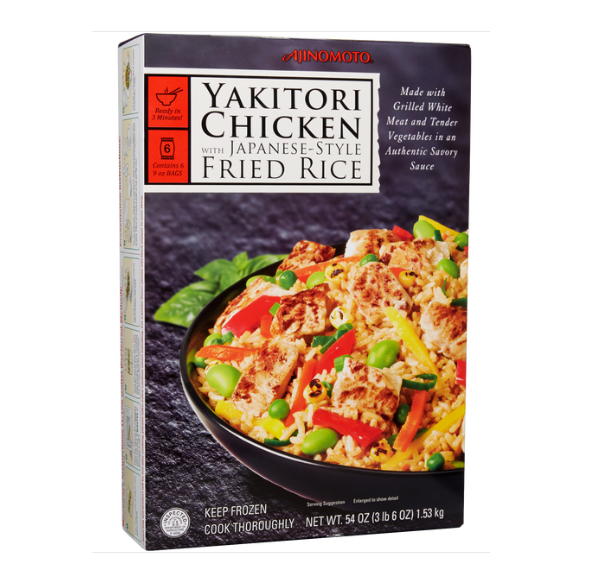 AJINOMOTO.
Ready in
3 Minutes!
6
Contains 6
9 oz BAGS
YAKITORI
CHICKEN
WITH JAPANESE-STYLE
FRIED RICE
Made with
Grilled White
Meat and Tender
Vegetables in an
Authentic Savory
Sauce
Serving Suggestion
Enlarged to show detail
KEEP FROZEN
COOK THOROUGHLY
NET WT. 54 OZ (3 lb 6 OZ) 1.53 kg